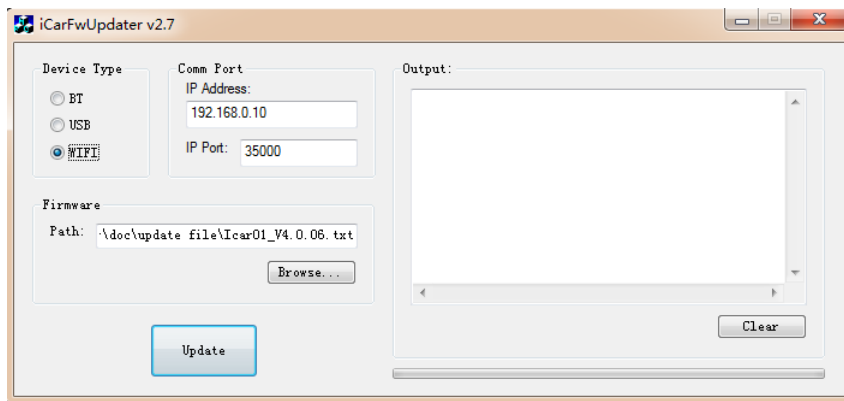 iCarFwUpdater v2.7
Device Type
BT
USB
WIFI
Comm Port
IP Address:
192.168.0.10
IP Port: 35000
Firmware
Path: \doc\update file\Icar01_V4.0.06.txt
Browse...
Update
Output:
Clear